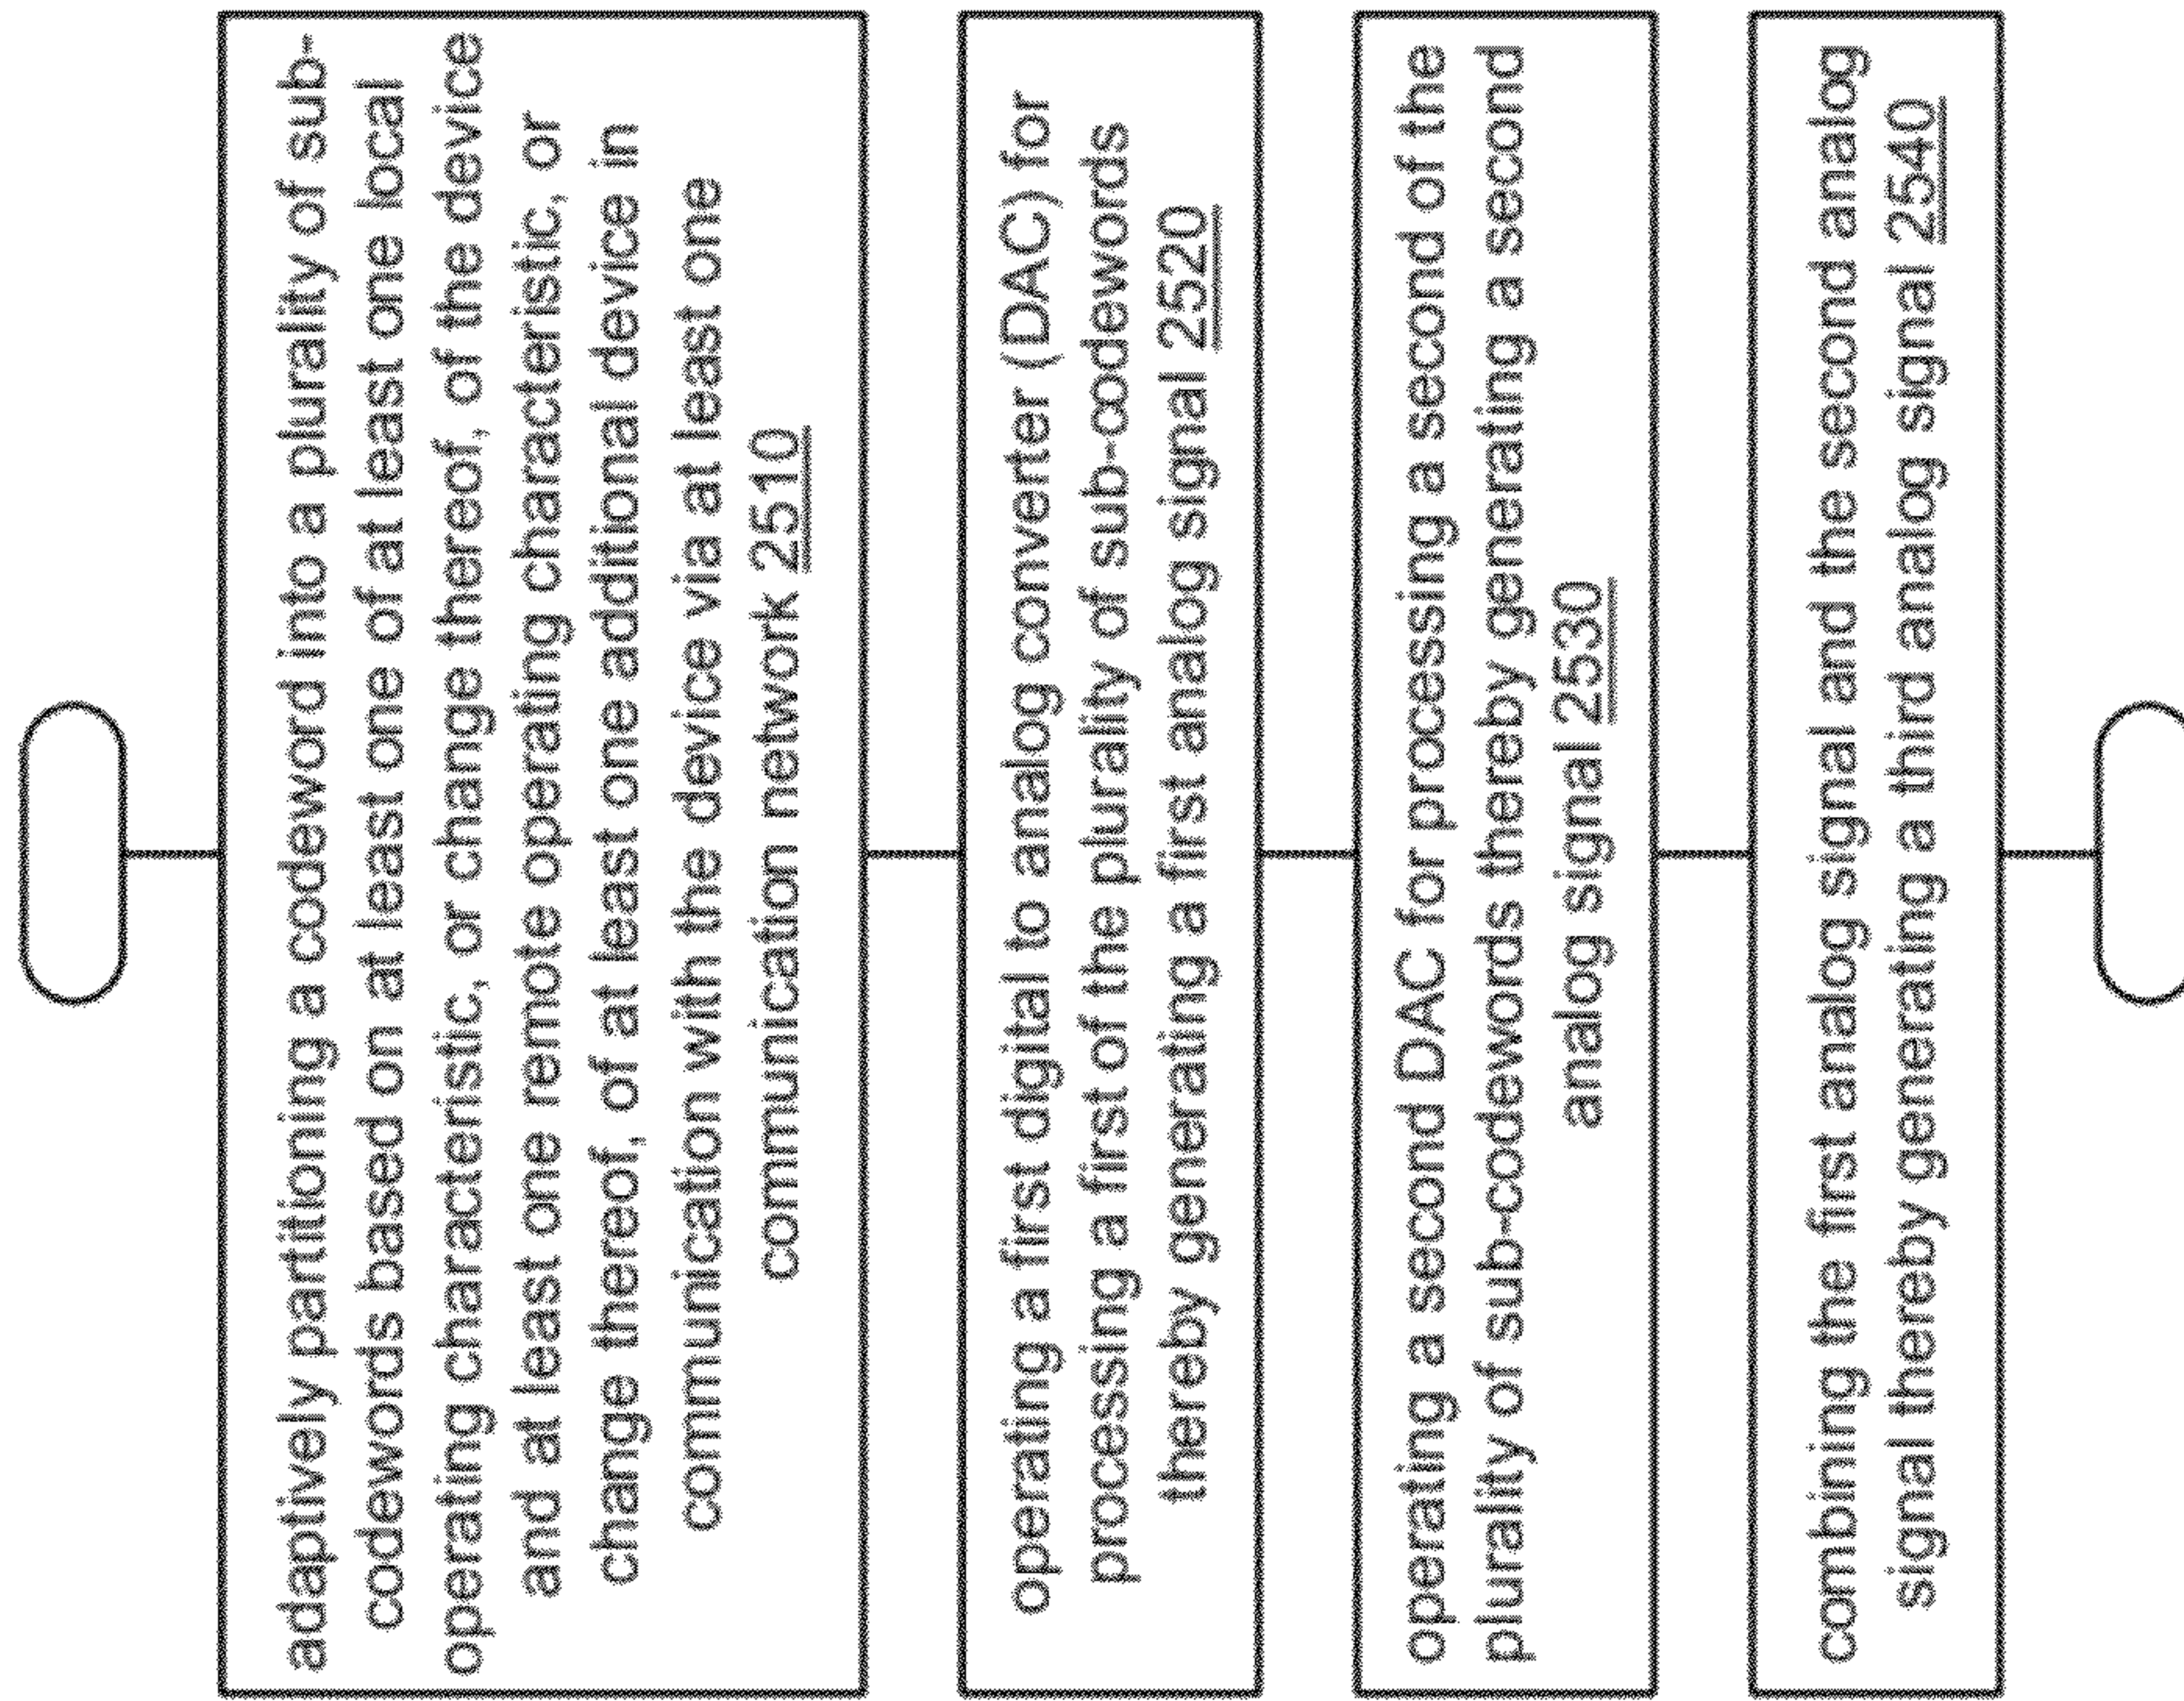 adaptively partitioning a codeword into a plurality of sub-
codewords based on at least one of at least one local
operating characteristic, or change thereof, of the device
and at least one remote operating characteristic, or
change thereof, of at least one additional device in
communication with the device via at least one
communication network 2510
operating a first digital to analog converter (DAC) for
processing a first of the plurality of sub-codewords
thereby generating a first analog signal 2520
operating a second DAC for processing a second of the
plurality of sub-codewords thereby generating a second
analog signal 2530
combining the first analog signal and the second analog
signal thereby generating a third analog signal 2540